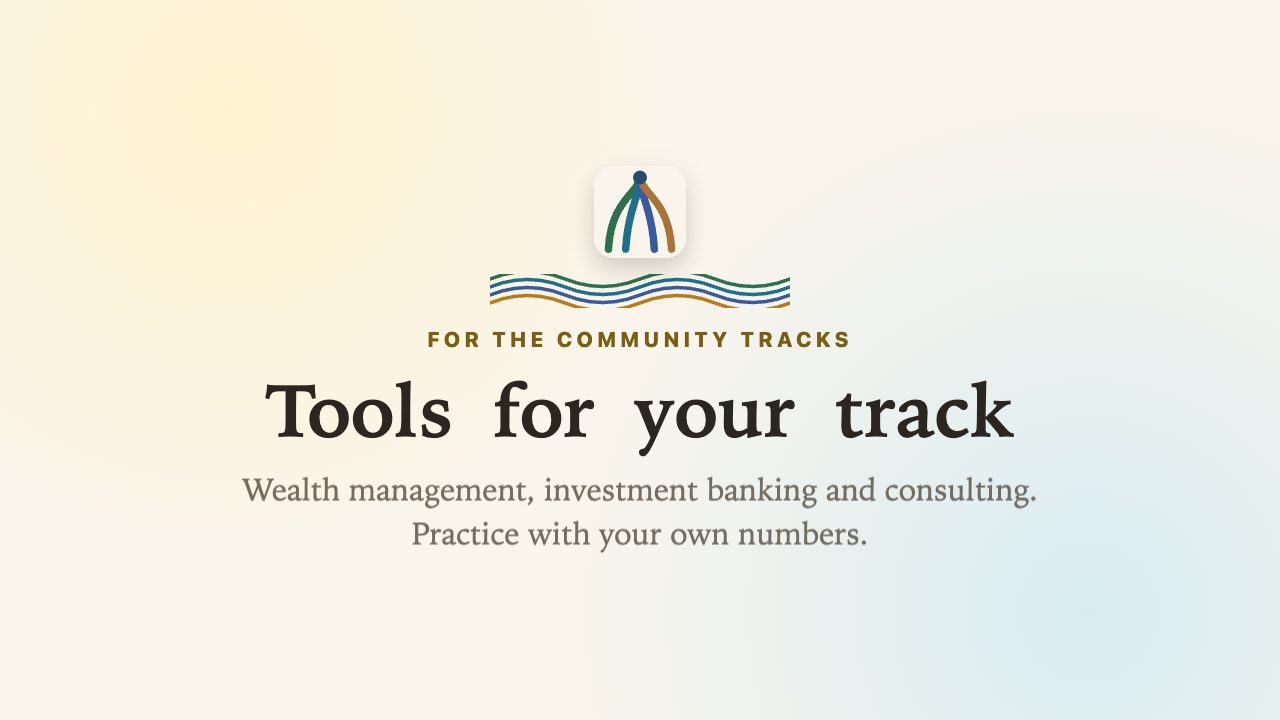 FOR THE COMMUNITY TRACKS
Tools for your track
Wealth management, investment banking and consulting.
Practice with your own numbers.